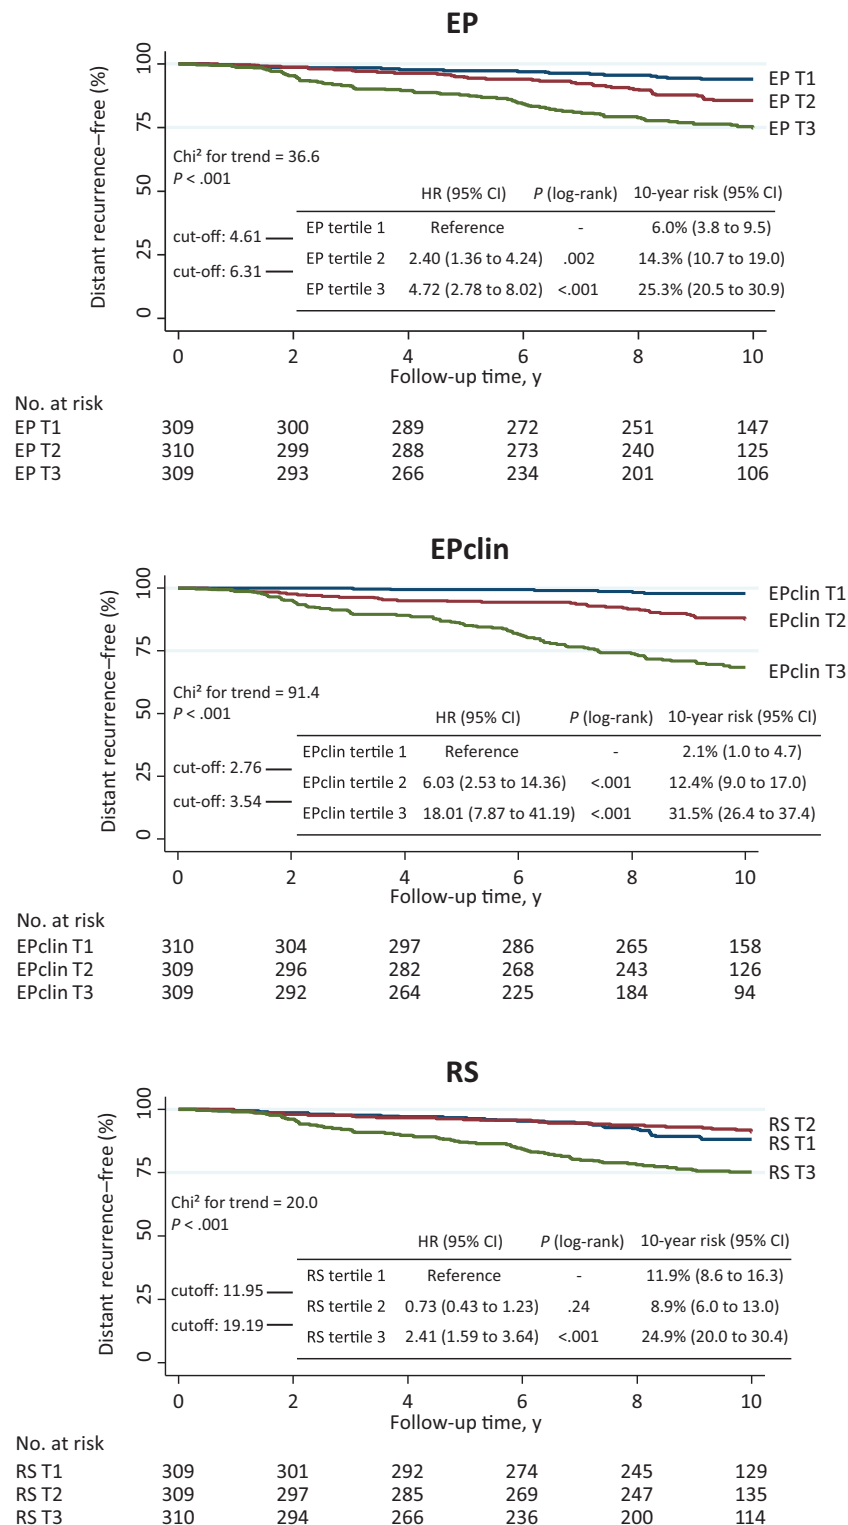 EP
Distant recurrence–free (%)
100
75
50
25
0
EP T1
EP T2
EP T3
Chi² for trend = 36.6
P < .001
HR (95% CI) P (log-rank) 10-year risk (95% CI)
cut-off: 4.61
cut-off: 6.31
EP tertile 1 Reference - 6.0% (3.8 to 9.5)
EP tertile 2 2.40 (1.36 to 4.24) .002 14.3% (10.7 to 19.0)
EP tertile 3 4.72 (2.78 to 8.02) <.001 25.3% (20.5 to 30.9)
0 2 4 6 8 10
Follow-up time, y
No. at risk
EP T1 309 300 289 272 251 147
EP T2 310 299 288 273 240 125
EP T3 309 293 266 234 201 106
EPclin
Distant recurrence–free (%)
100
75
50
25
0
EPclin T1
EPclin T2
EPclin T3
Chi² for trend = 91.4
P < .001
HR (95% CI) P (log-rank) 10-year risk (95% CI)
cut-off: 2.76
cut-off: 3.54
EPclin tertile 1 Reference - 2.1% (1.0 to 4.7)
EPclin tertile 2 6.03 (2.53 to 14.36) <.001 12.4% (9.0 to 17.0)
EPclin tertile 3 18.01 (7.87 to 41.19) <.001 31.5% (26.4 to 37.4)
0 2 4 6 8 10
Follow-up time, y
No. at risk
EPclin T1 310 304 297 286 265 158
EPclin T2 309 296 282 268 243 126
EPclin T3 309 292 264 225 184 94
RS
Distant recurrence–free (%)
100
75
50
25
0
RS T2
RS T1
RS T3
Chi² for trend = 20.0
P < .001
HR (95% CI) P (log-rank) 10-year risk (95% CI)
cutoff: 11.95
cutoff: 19.19
RS tertile 1 Reference - 11.9% (8.6 to 16.3)
RS tertile 2 0.73 (0.43 to 1.23) .24 8.9% (6.0 to 13.0)
RS tertile 3 2.41 (1.59 to 3.64) <.001 24.9% (20.0 to 30.4)
0 2 4 6 8 10
Follow-up time, y
No. at risk
RS T1 309 301 292 274 245 129
RS T2 309 297 285 269 247 135
RS T3 310 294 266 236 200 114